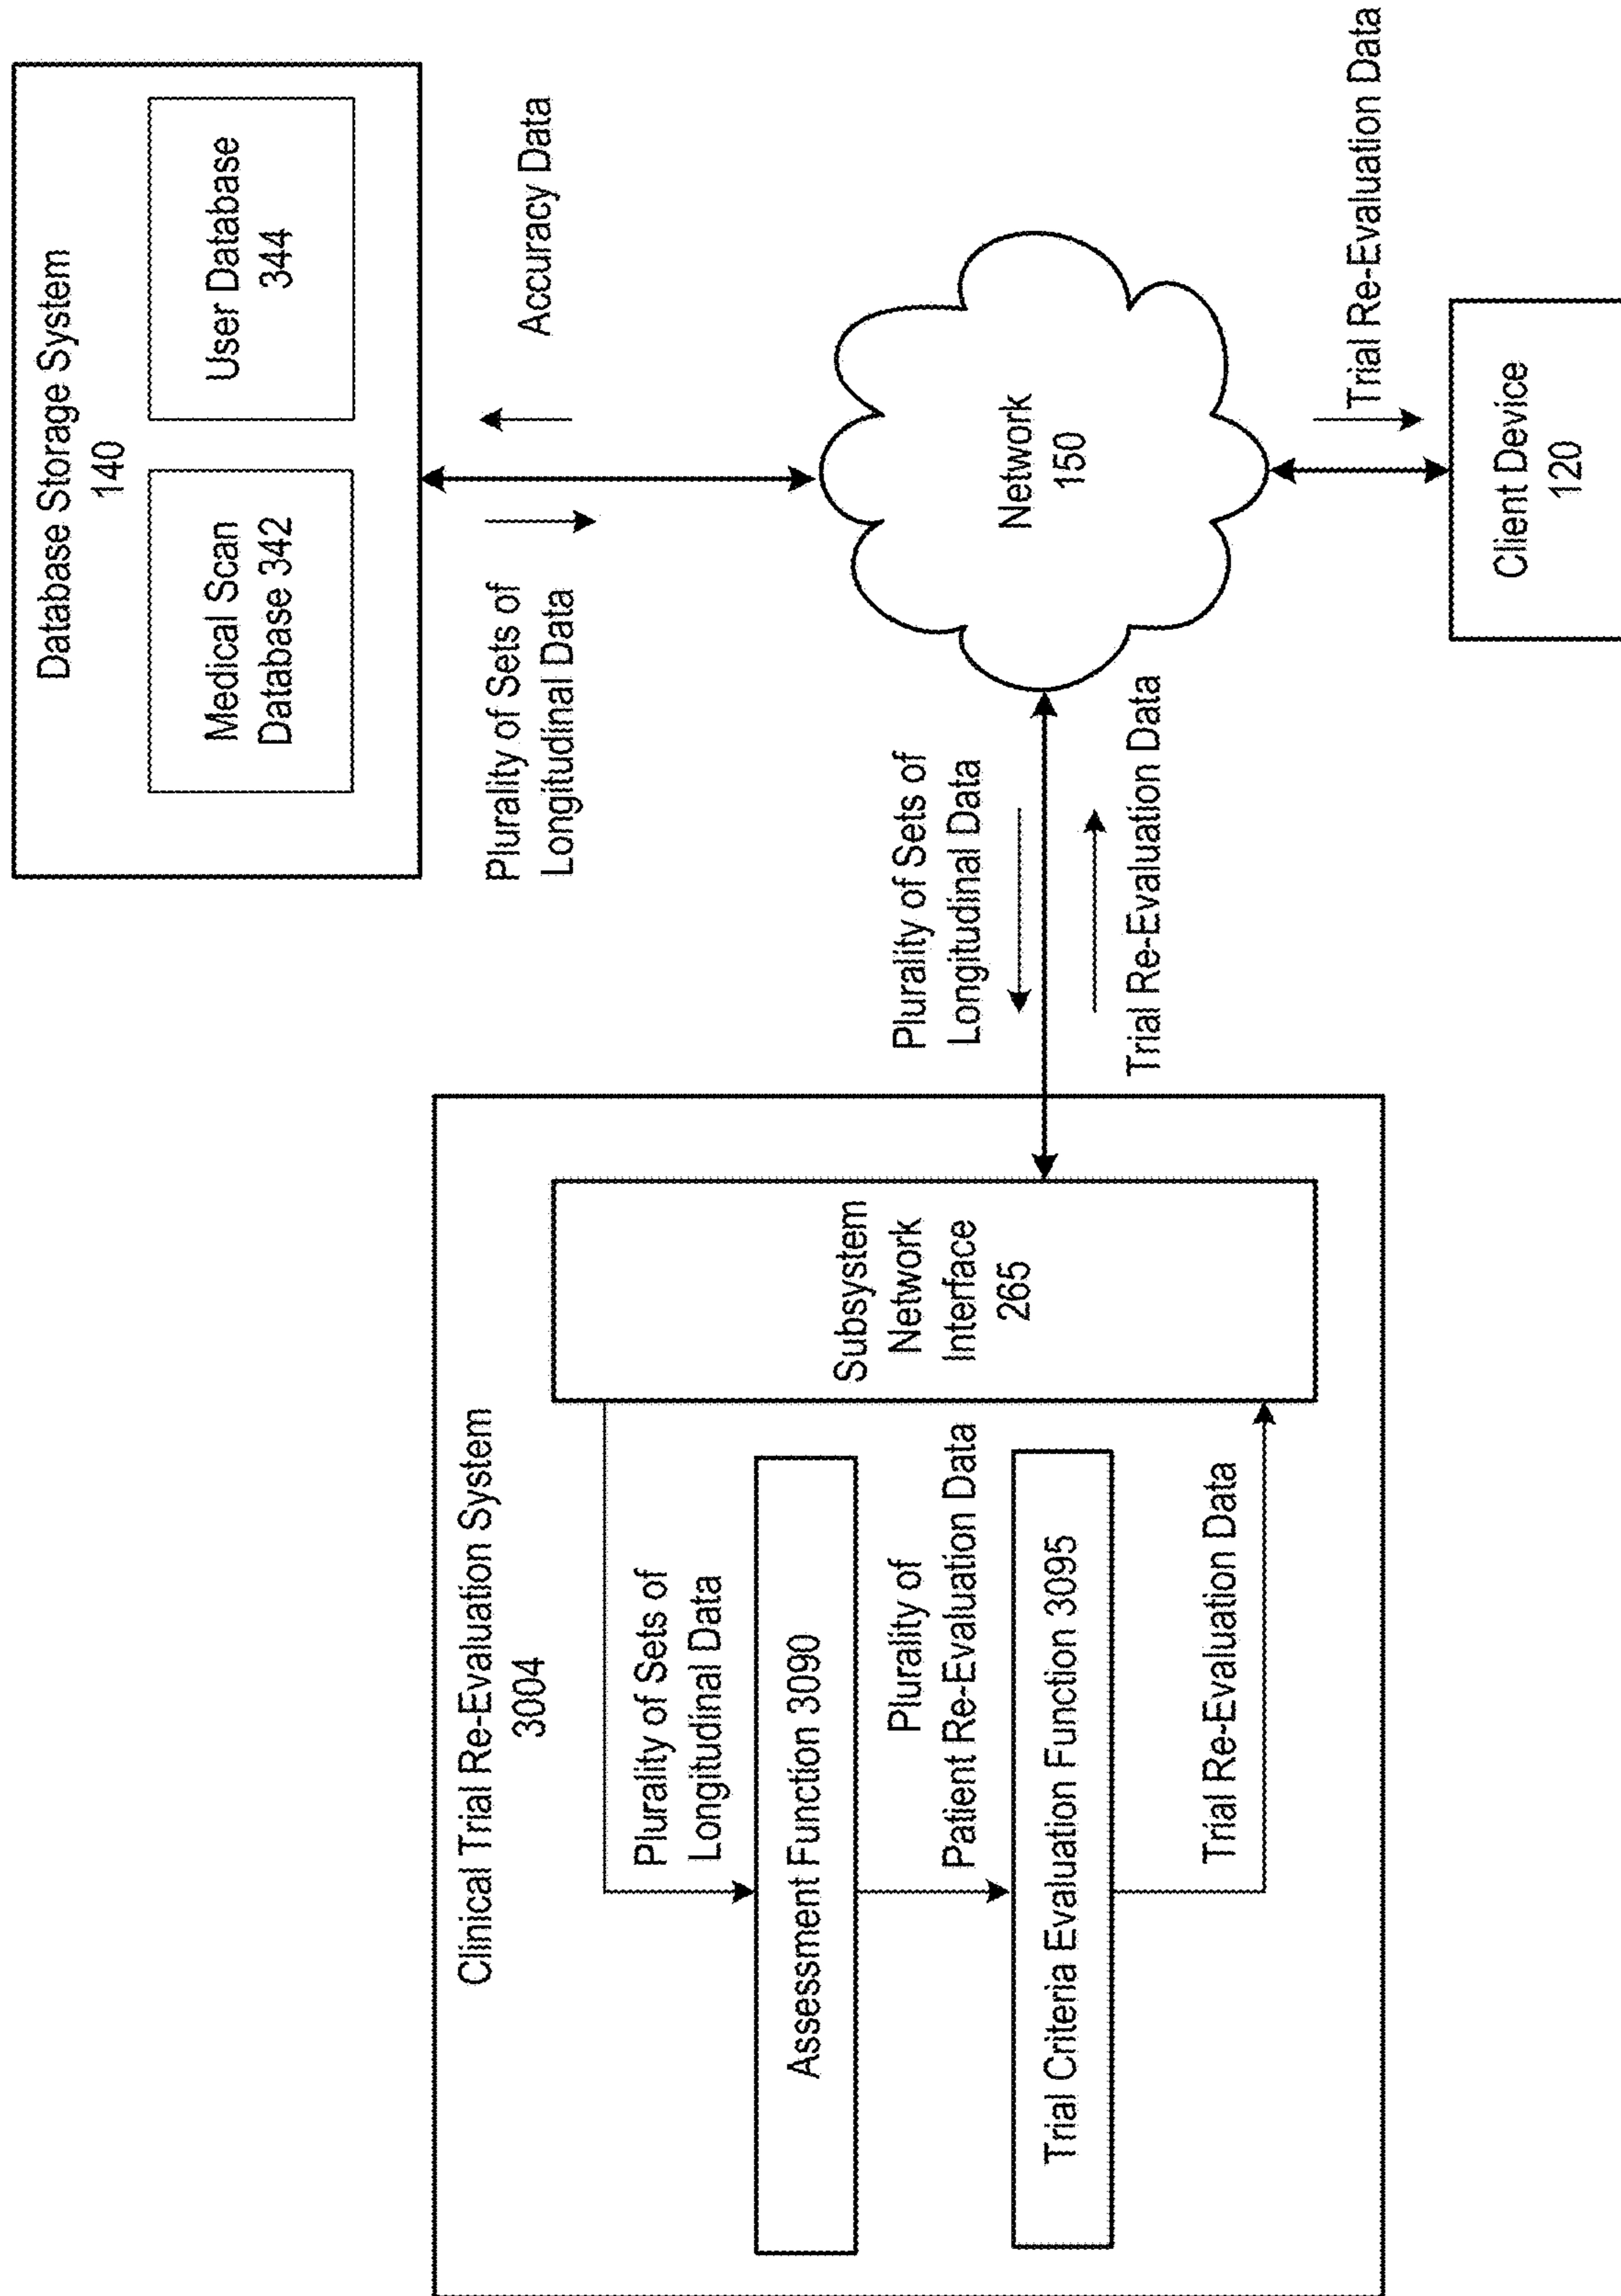 Clinical Trial Re-Evaluation System
3004
Plurality of Sets of
Longitudinal Data
Assessment Function 3090
Plurality of
Patient Re-Evaluation Data
Trial Criteria Evaluation Function 3095
Trial Re-Evaluation Data
Subsystem
Network
Interface
265
Plurality of Sets of
Longitudinal Data
Trial Re-Evaluation Data
Database Storage System
140
Medical Scan
Database 342
User Database
344
Plurality of Sets of
Longitudinal Data
Accuracy Data
Network
150
Trial Re-Evaluation Data
Client Device
120